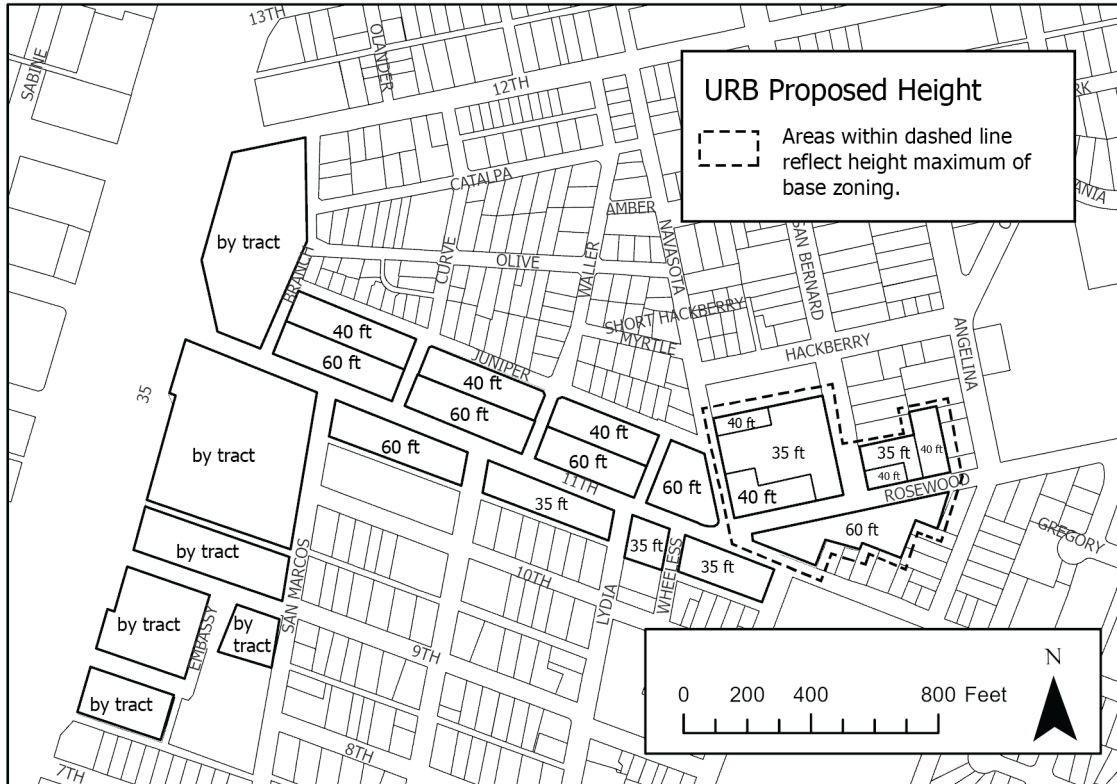 13TH
OLANDER
SABINE
12TH
URB Proposed Height
Areas within dashed line
reflect height maximum of
base zoning.
CATALPA
AMBER
NAVASOTA
SAN BERNARD
by tract
BRANCH
CURVE
OLIVE
WALLER
SHORT HACKBERRY
MYRTLE
HACKBERRY
ANGELINA
40 ft
60 ft
JUNIPER
40 ft
60 ft
35
40 ft
60 ft
11TH
60 ft
40 ft
35 ft
40 ft
35 ft
40 ft
40 ft
ROSEWOOD
by tract
60 ft
35 ft
60 ft
GREGORY
35 ft
WHEELESS
35 ft
by tract
SAN MARCOS
10TH
LYDIA
by tract
EMBASSY
by
tract
9TH
by tract
8TH
7TH
N
0 200 400 800 Feet